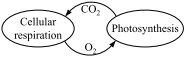 CO₂
Cellular
respiration
Photosynthesis
O₂